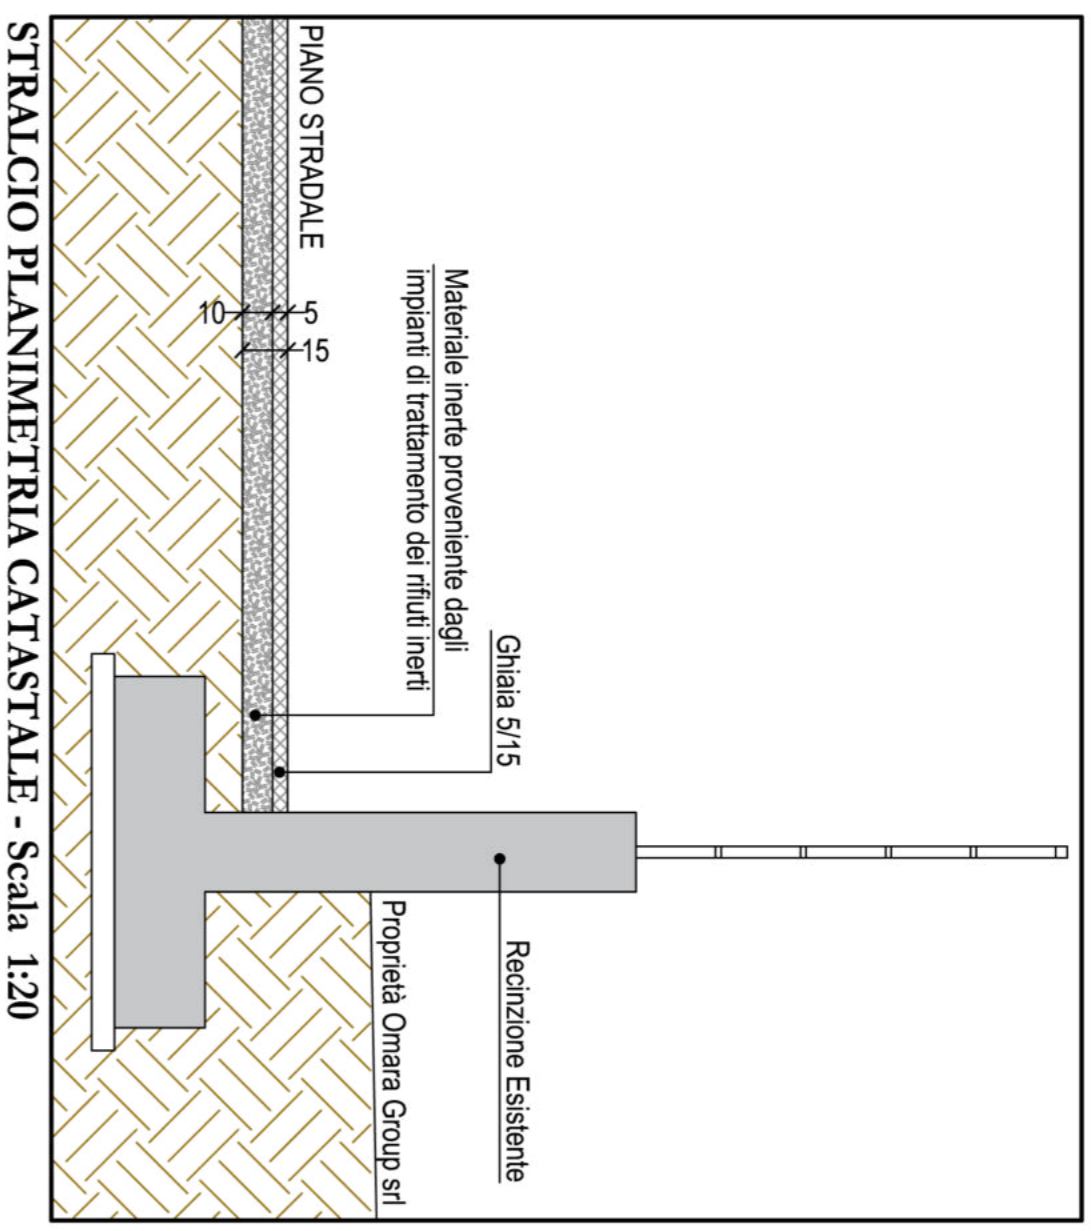 PIANO STRADALE
Materiale inerte proveniente dagli
impianti di trattamento dei rifiuti inerti
Ghiaia 5/15
Recinzione Esistente
Proprietà Omara Group srl
5
10
15
STRALCIO PLANIMETRIA CATASTALE - Scala 1:20